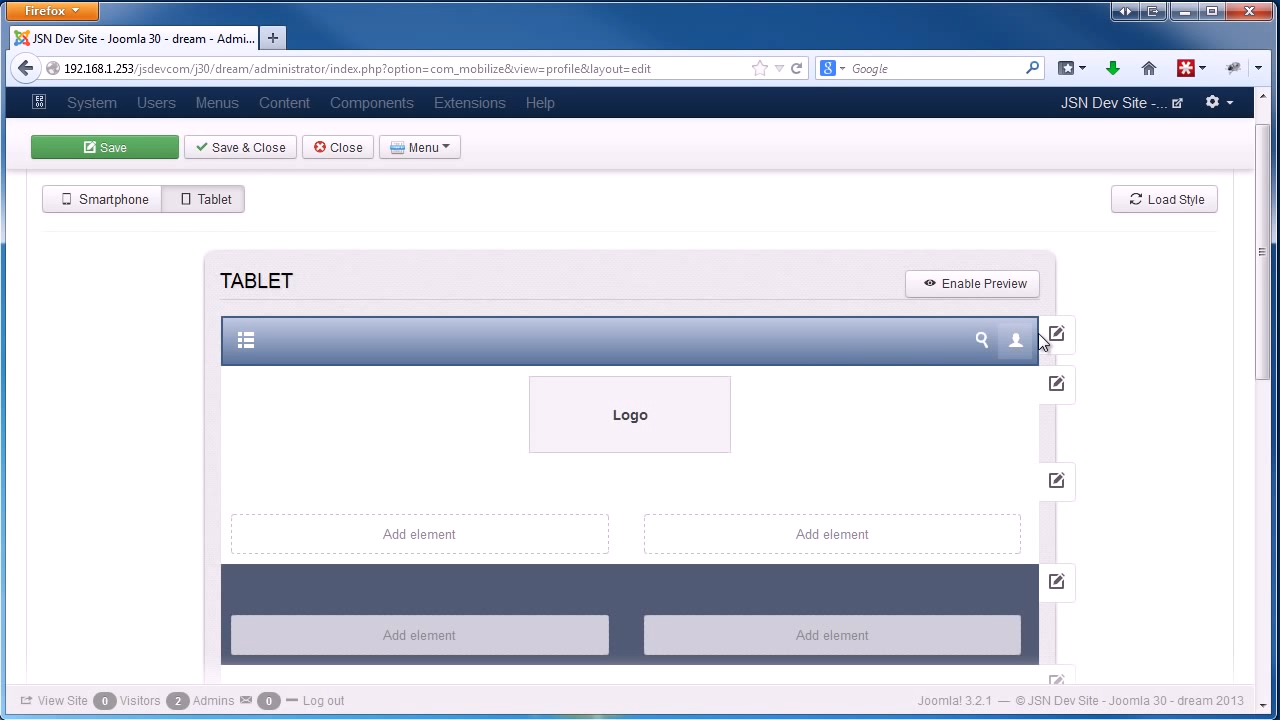 Firefox
JSN Dev Site - Joomla 30 - dream - Admi...
192.168.1.253/jsdevcom/j30/dream/administrator/index.php?option=com_mobilize&view=profile&layout=edit
Google
System Users Menus Content Components Extensions Help JSN Dev Site -...
Save Save & Close Close Menu
Smartphone Tablet Load Style
TABLET Enable Preview
Logo
Add element Add element
Add element Add element
View Site 0 Visitors 2 Admins 0 Log out Joomla! 3.2.1 — © JSN Dev Site - Joomla 30 - dream 2013